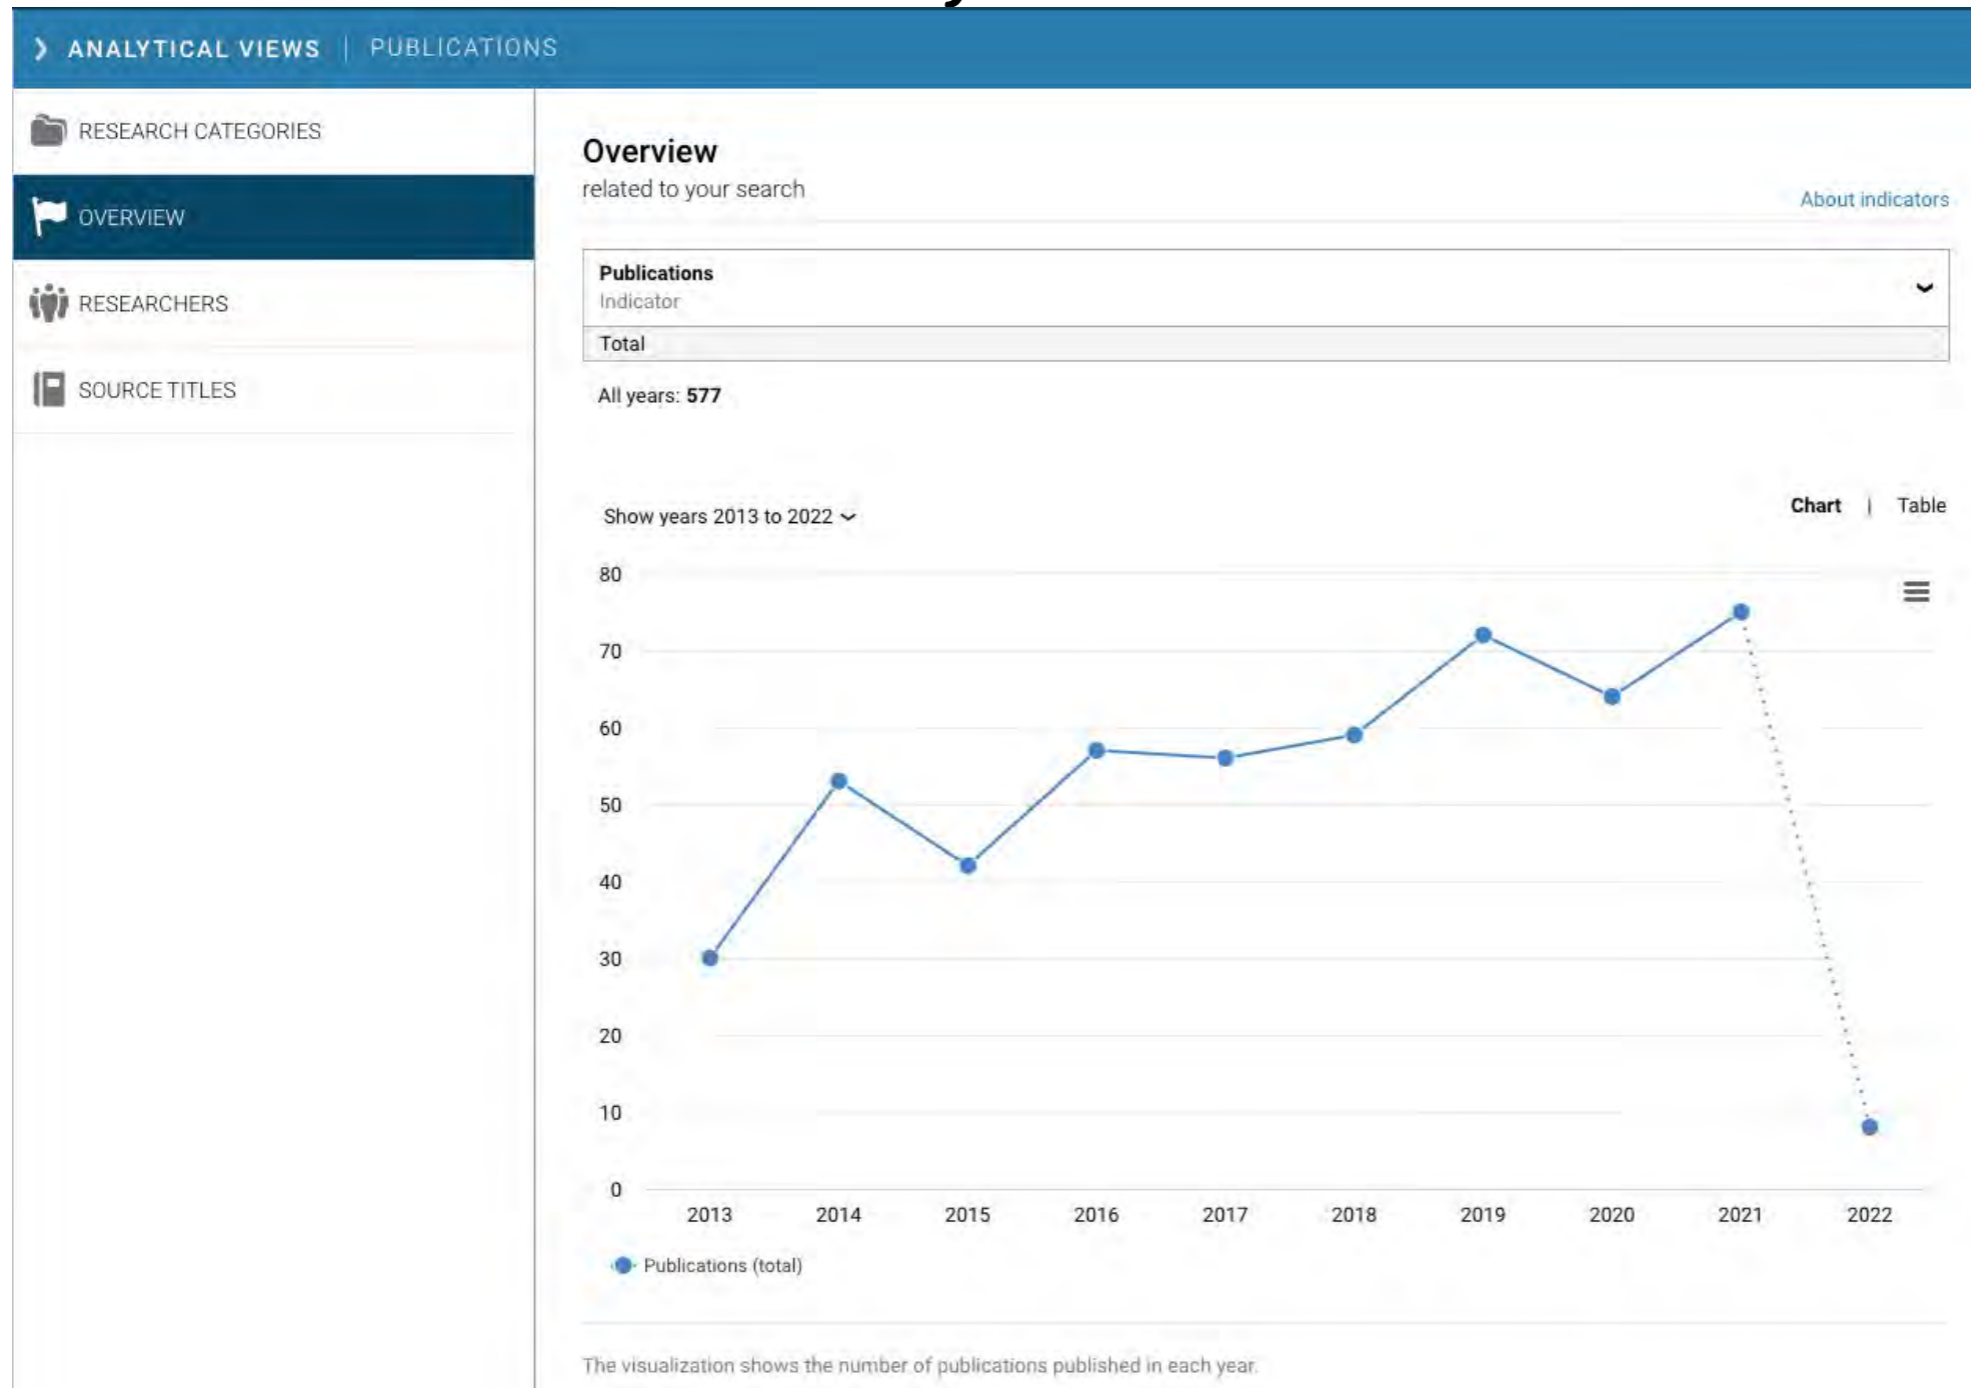 ❯ ANALYTICAL VIEWS | PUBLICATIONS
RESEARCH CATEGORIES
OVERVIEW
RESEARCHERS
SOURCE TITLES
Overview
related to your search
About indicators
Publications
Indicator
Total
All years: 577
Show years 2013 to 2022
Chart | Table
80
70
60
50
40
30
20
10
0
2013 2014 2015 2016 2017 2018 2019 2020 2021 2022
Publications (total)
The visualization shows the number of publications published in each year.